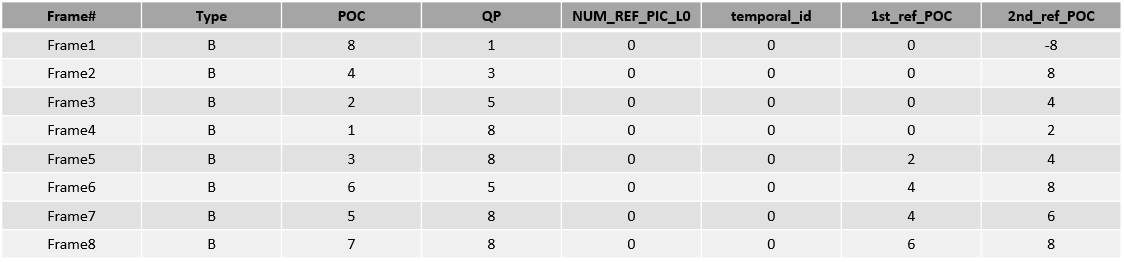 Frame# Type POC QP NUM_REF_PIC_L0 temporal_id 1st_ref_POC 2nd_ref_POC
Frame1 B 8 1 0 0 0 -8
Frame2 B 4 3 0 0 0 8
Frame3 B 2 5 0 0 0 4
Frame4 B 1 8 0 0 0 2
Frame5 B 3 8 0 0 2 4
Frame6 B 6 5 0 0 4 8
Frame7 B 5 8 0 0 4 6
Frame8 B 7 8 0 0 6 8